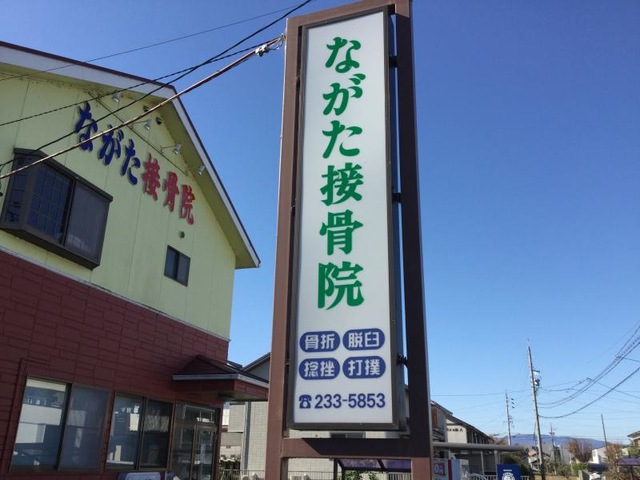 ながた接骨院
ながた接骨院
骨折 脱臼
捻挫 打撲
☎233-5853